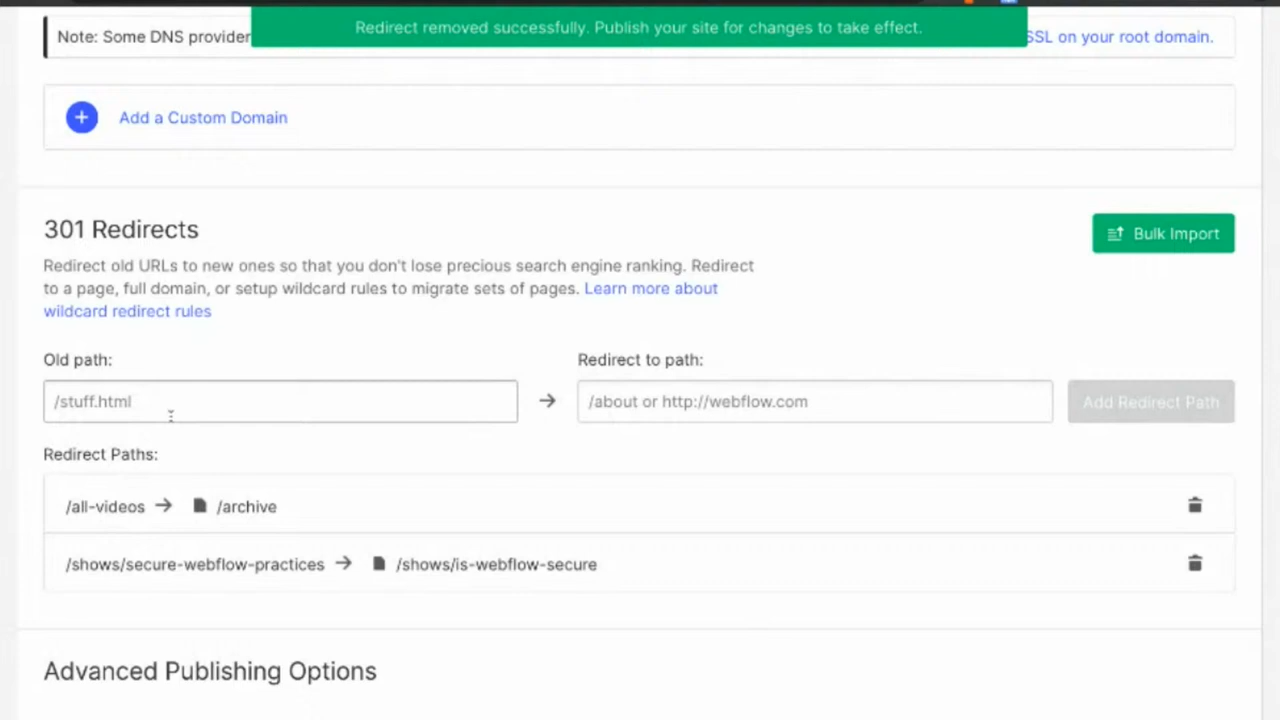 Redirect removed successfully. Publish your site for changes to take effect.
Note: Some DNS provider
SSL on your root domain.
Add a Custom Domain
301 Redirects
Bulk Import
Redirect old URLs to new ones so that you don't lose precious search engine ranking. Redirect
to a page, full domain, or setup wildcard rules to migrate sets of pages. Learn more about
wildcard redirect rules
Old path:
Redirect to path:
/stuff.html
/about or http://webflow.com
Add Redirect Path
Redirect Paths:
/all-videos → /archive
/shows/secure-webflow-practices → /shows/is-webflow-secure
Advanced Publishing Options